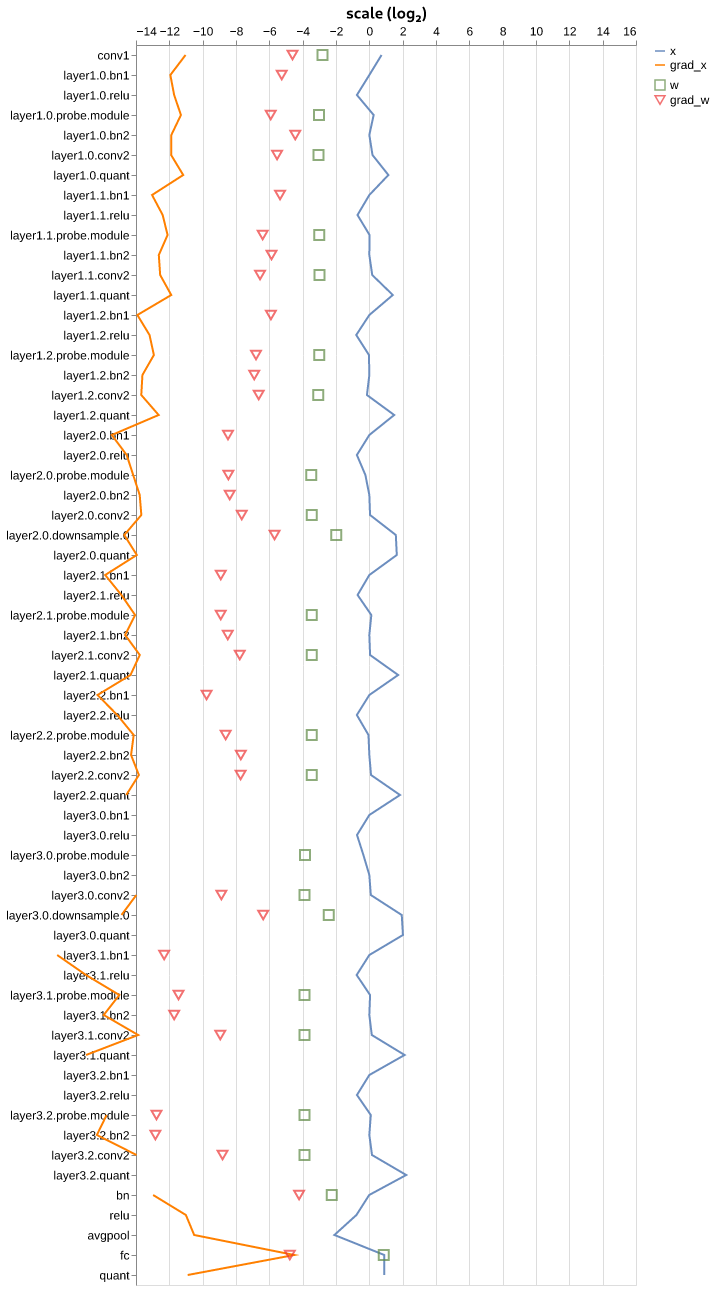 scale (log₂)
−14 −12 −10 −8 −6 −4 −2 0 2 4 6 8 10 12 14 16
x
grad_x
w
grad_w
conv1
layer1.0.bn1
layer1.0.relu
layer1.0.probe.module
layer1.0.bn2
layer1.0.conv2
layer1.0.quant
layer1.1.bn1
layer1.1.relu
layer1.1.probe.module
layer1.1.bn2
layer1.1.conv2
layer1.1.quant
layer1.2.bn1
layer1.2.relu
layer1.2.probe.module
layer1.2.bn2
layer1.2.conv2
layer1.2.quant
layer2.0.bn1
layer2.0.relu
layer2.0.probe.module
layer2.0.bn2
layer2.0.conv2
layer2.0.downsample.0
layer2.0.quant
layer2.1.bn1
layer2.1.relu
layer2.1.probe.module
layer2.1.bn2
layer2.1.conv2
layer2.1.quant
layer2.2.bn1
layer2.2.relu
layer2.2.probe.module
layer2.2.bn2
layer2.2.conv2
layer2.2.quant
layer3.0.bn1
layer3.0.relu
layer3.0.probe.module
layer3.0.bn2
layer3.0.conv2
layer3.0.downsample.0
layer3.0.quant
layer3.1.bn1
layer3.1.relu
layer3.1.probe.module
layer3.1.bn2
layer3.1.conv2
layer3.1.quant
layer3.2.bn1
layer3.2.relu
layer3.2.probe.module
layer3.2.bn2
layer3.2.conv2
layer3.2.quant
bn
relu
avgpool
fc
quant